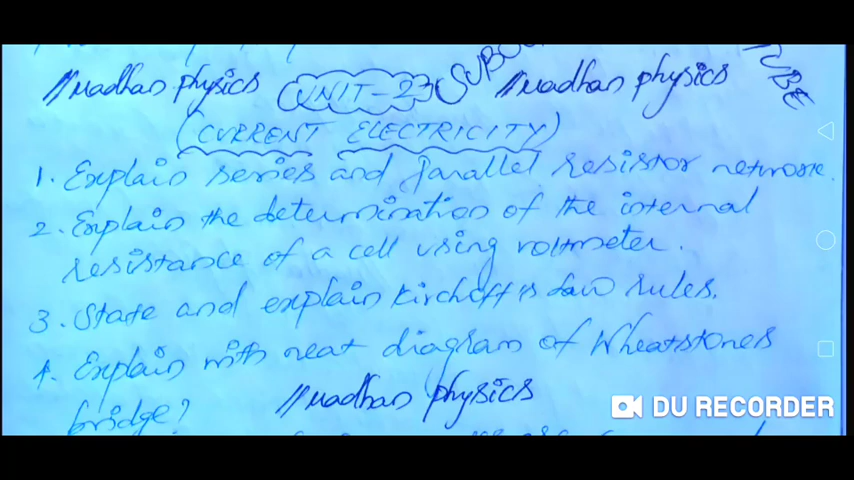 Madhan physics UNIT-2 SUBSC Madhan physics TUBE
(CURRENT ELECTRICITY)
1. Explain series and parallel resistor network.
2. Explain the determination of the internal
resistance of a cell using voltmeter.
3. State and explain Kirchoff's law rules.
4. Explain with neat diagram of Wheatstones
bridge?
Madhan physics
DU RECORDER